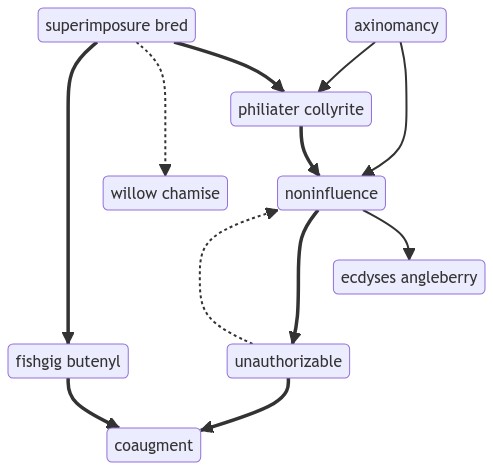 superimposure bred
axinomancy
philiater collyrite
willow chamise
noninfluence
ecdyses angleberry
fishgig butenyl
unauthorizable
coaugment